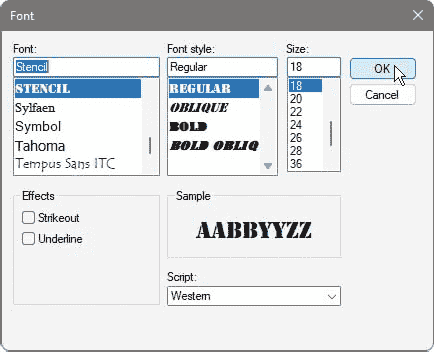 Font
Font:
Stencil
STENCIL
Sylfaen
Symbol
Tahoma
Tempus Sans ITC
Font style:
Regular
REGULAR
OBLIQUE
BOLD
BOLD OBLIQ
Size:
18
18
20
22
24
26
28
36
OK
Cancel
Effects
Strikeout
Underline
Sample
AABBYYZZ
Script:
Western